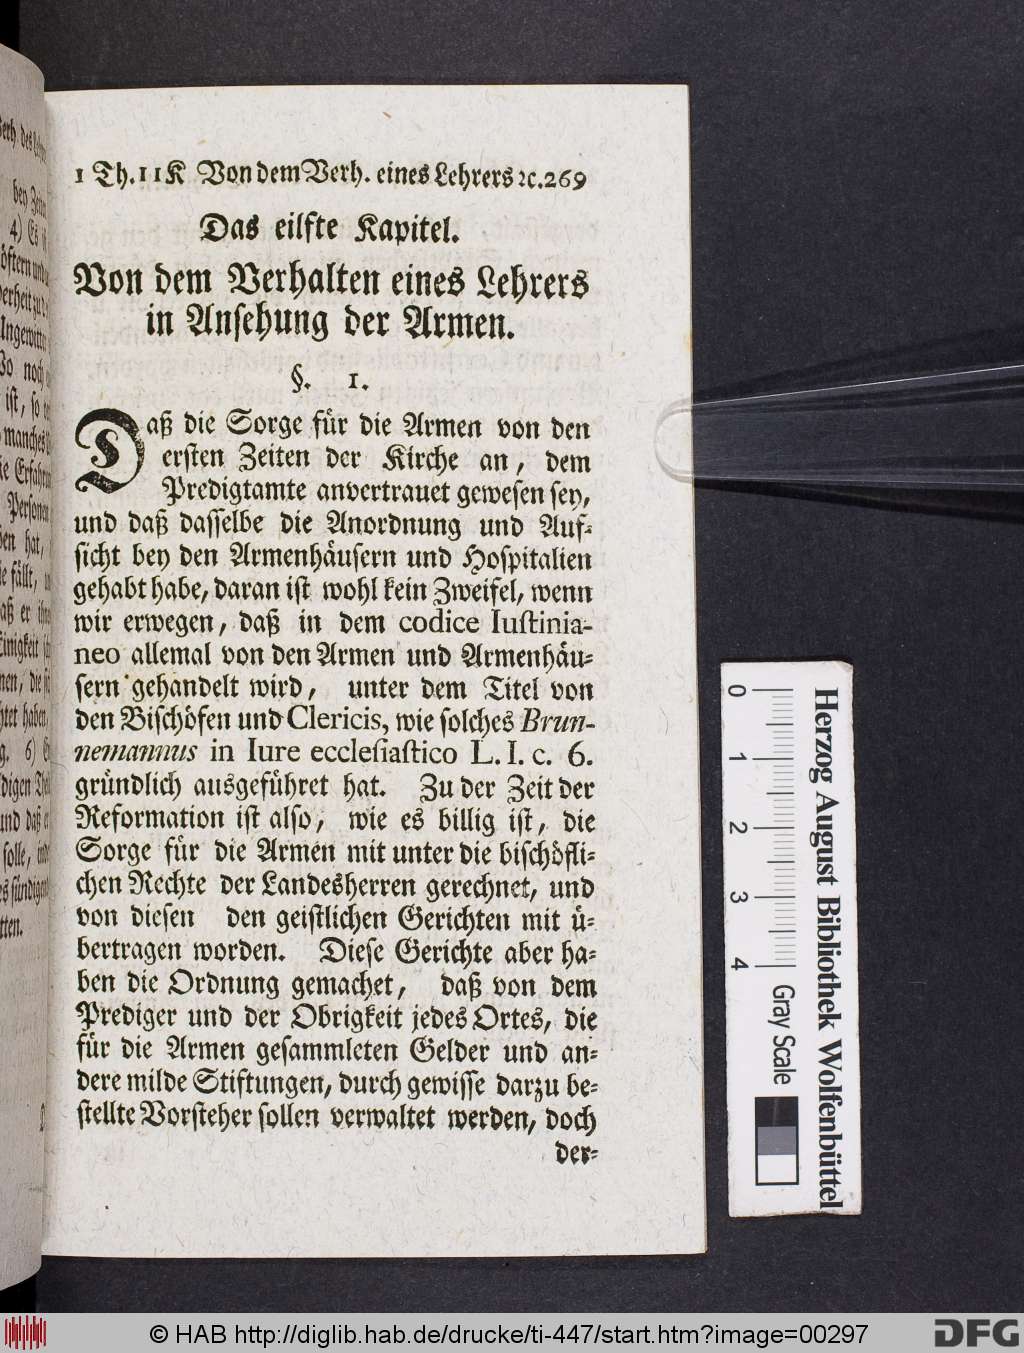 1 Th. 11 K Von dem Verh. eines Lehrers ꝛc. 269
Das eilfte Kapitel.
Von dem Verhalten eines Lehrers
in Ansehung der Armen.
§. 1.
Daß die Sorge für die Armen von den
ersten Zeiten der Kirche an, dem
Predigtamte anvertrauet gewesen sey,
und daß dasselbe die Anordnung und Auf-
sicht bey den Armenhäusern und Hospitalien
gehabt habe, daran ist wohl kein Zweifel, wenn
wir erwegen, daß in dem codice Iustinia-
neo allemal von den Armen und Armenhäu-
sern gehandelt wird, unter dem Titel von
den Bischöfen und Clericis, wie solches Brun-
nemannus in Iure ecclesiastico L. I. c. 6.
gründlich ausgeführet hat. Zu der Zeit der
Reformation ist also, wie es billig ist, die
Sorge für die Armen mit unter die bischöfli-
chen Rechte der Landesherren gerechnet, und
von diesen den geistlichen Gerichten mit ü-
bertragen worden. Diese Gerichte aber ha-
ben die Ordnung gemachet, daß von dem
Prediger und der Obrigkeit jedes Ortes, die
für die Armen gesammleten Gelder und an-
dere milde Stiftungen, durch gewisse darzu be-
stellte Vorsteher sollen verwaltet werden, doch
der-
0 1 2 3 4 Gray Scale
Herzog August Bibliothek Wolfenbüttel
© HAB http://diglib.hab.de/drucke/ti-447/start.htm?image=00297
DFG